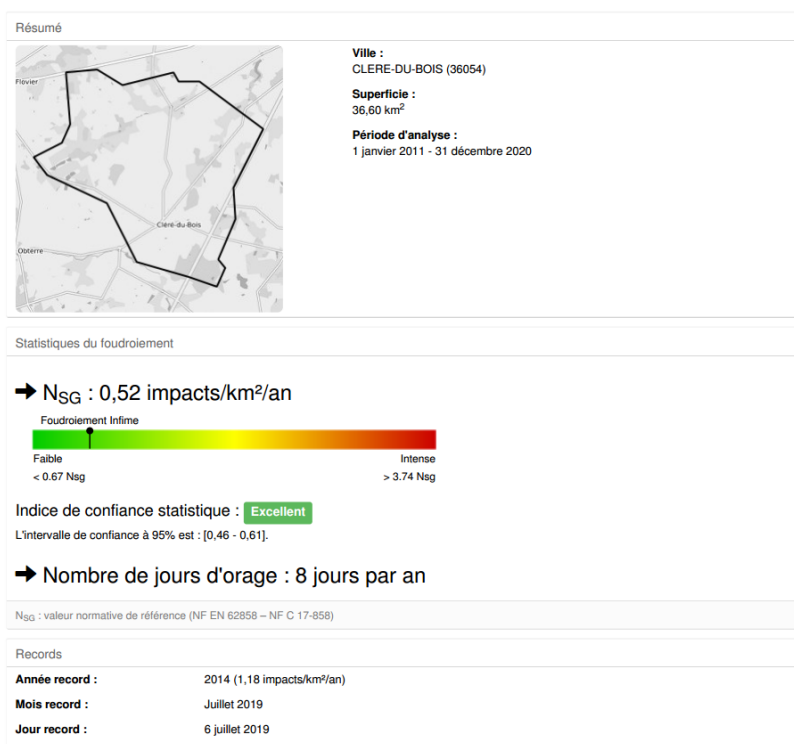 Résumé
Flovier
Cléré-du-Bois
Obterre
Ville :
CLERE-DU-BOIS (36054)
Superficie :
36,60 km²
Période d'analyse :
1 janvier 2011 - 31 décembre 2020
Statistiques du foudroiement
➔ NSG : 0,52 impacts/km²/an
Foudroiement Infime
Faible Intense
< 0.67 Nsg > 3.74 Nsg
Indice de confiance statistique : Excellent
L'intervalle de confiance à 95% est : [0,46 - 0,61].
➔ Nombre de jours d'orage : 8 jours par an
NSG : valeur normative de référence (NF EN 62858 – NF C 17-858)
Records
Année record : 2014 (1,18 impacts/km²/an)
Mois record : Juillet 2019
Jour record : 6 juillet 2019